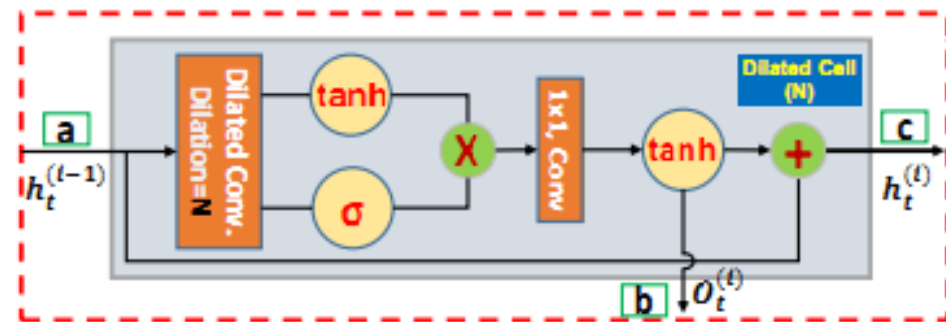 a
h_t^(l-1)
Dilated Conv.
Dilation=N
tanh
σ
X
1x1, Conv
tanh
Dilated Cell
(N)
+
c
h_t^(l)
b
O_t^(l)